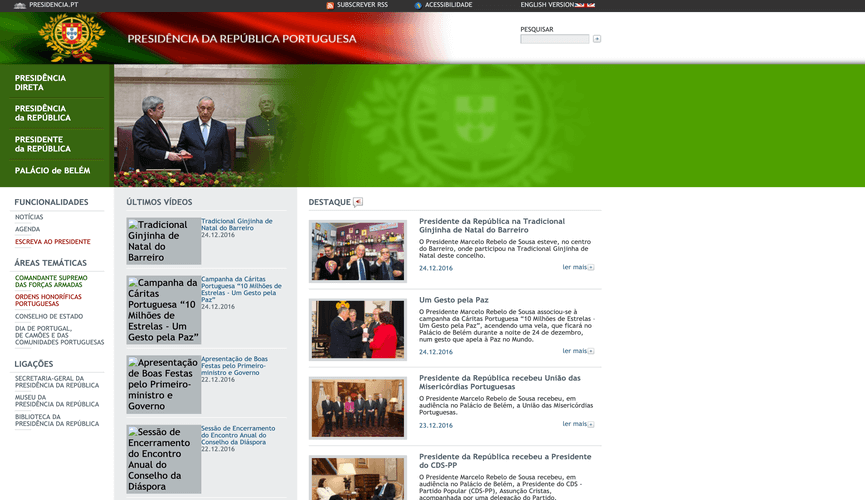 PRESIDENCIA.PT
SUBSCREVER RSS
ACESSIBILIDADE
ENGLISH VERSION
PRESIDÊNCIA DA REPÚBLICA PORTUGUESA
PESQUISAR
PRESIDÊNCIA
DIRETA
PRESIDÊNCIA
da REPÚBLICA
PRESIDENTE
da REPÚBLICA
PALÁCIO de BELÉM
FUNCIONALIDADES
NOTÍCIAS
AGENDA
ESCREVA AO PRESIDENTE
ÁREAS TEMÁTICAS
COMANDANTE SUPREMO
DAS FORÇAS ARMADAS
ORDENS HONORÍFICAS
PORTUGUESAS
CONSELHO DE ESTADO
DIA DE PORTUGAL,
DE CAMÕES E DAS
COMUNIDADES PORTUGUESAS
LIGAÇÕES
SECRETARIA-GERAL DA
PRESIDÊNCIA DA REPÚBLICA
MUSEU DA
PRESIDÊNCIA DA REPÚBLICA
BIBLIOTECA DA
PRESIDÊNCIA DA REPÚBLICA
ÚLTIMOS VÍDEOS
Tradicional
Ginjinha de
Natal do
Barreiro
Tradicional Ginjinha de
Natal do Barreiro
24.12.2016
Campanha da
Cáritas
Portuguesa “10
Milhões de
Estrelas - Um
Gesto pela Paz”
Campanha da Cáritas
Portuguesa “10 Milhões de
Estrelas - Um Gesto pela
Paz”
24.12.2016
Apresentação
de Boas Festas
pelo Primeiro-
ministro e
Governo
Apresentação de Boas
Festas pelo Primeiro-
ministro e Governo
22.12.2016
Sessão de
Encerramento
do Encontro
Anual do
Conselho da
Diáspora
Sessão de Encerramento
do Encontro Anual do
Conselho da Diáspora
22.12.2016
DESTAQUE
Presidente da República na Tradicional
Ginjinha de Natal do Barreiro
O Presidente Marcelo Rebelo de Sousa esteve, no centro
do Barreiro, onde participou na Tradicional Ginjinha de
Natal deste concelho.
24.12.2016
ler mais
Um Gesto pela Paz
O Presidente Marcelo Rebelo de Sousa associou-se à
campanha da Cáritas Portuguesa “10 Milhões de Estrelas –
Um Gesto pela Paz”, acendendo uma vela, que ficará no
Palácio de Belém durante a noite de 24 de dezembro,
num gesto que apela à Paz no Mundo.
24.12.2016
ler mais
Presidente da República recebeu União das
Misericórdias Portuguesas
O Presidente Marcelo Rebelo de Sousa recebeu, em
audiência no Palácio de Belém, a União das Misericórdias
Portuguesas.
23.12.2016
ler mais
Presidente da República recebeu a Presidente
do CDS-PP
O Presidente Marcelo Rebelo de Sousa recebeu, em
audiência no Palácio de Belém, a Presidente do CDS -
Partido Popular (CDS-PP), Assunção Cristas,
acompanhada por uma delegação do Partido.